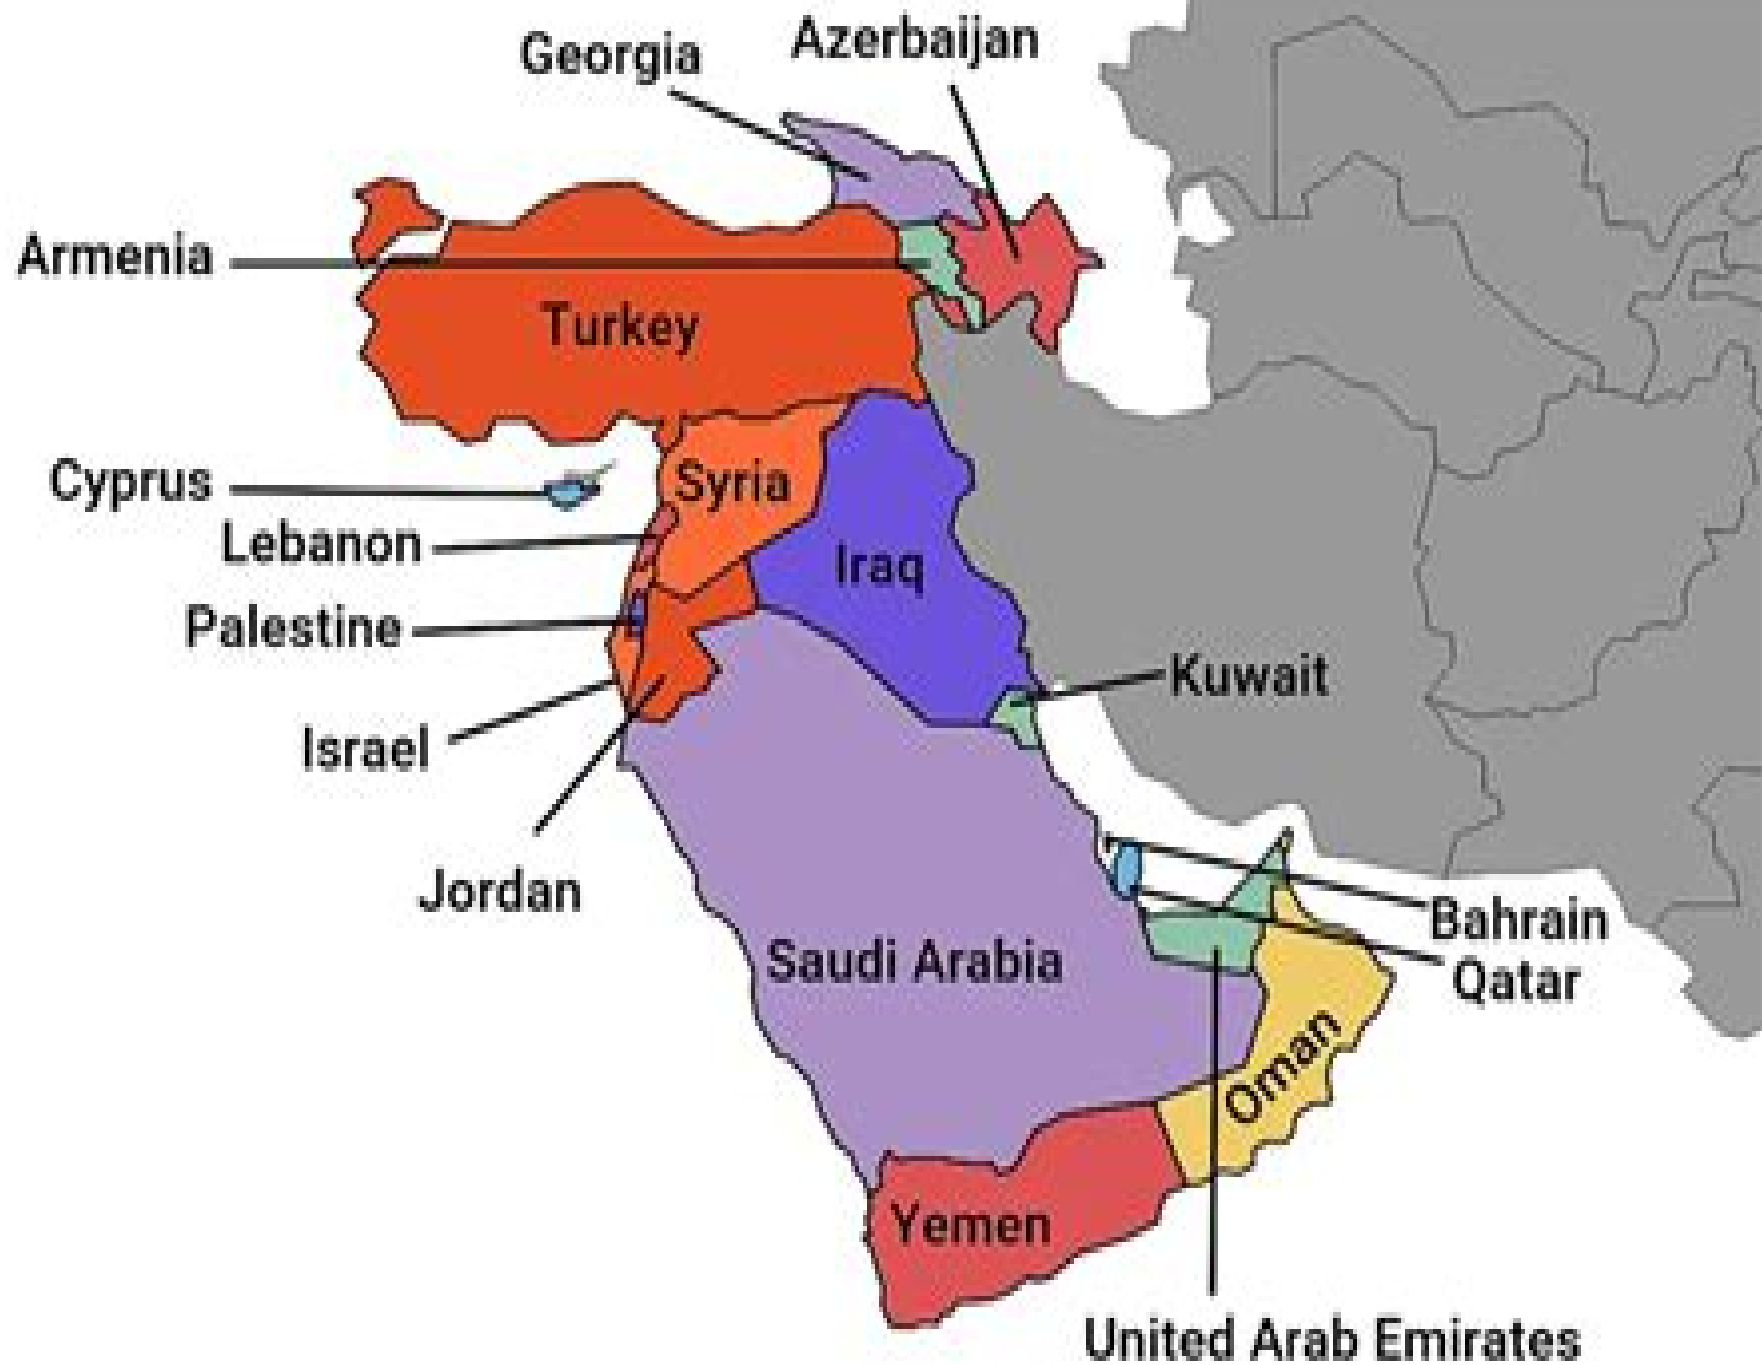 Georgia
Azerbaijan
Armenia
Turkey
Cyprus
Syria
Lebanon
Iraq
Palestine
Kuwait
Israel
Jordan
Bahrain
Saudi Arabia
Qatar
Oman
Yemen
United Arab Emirates